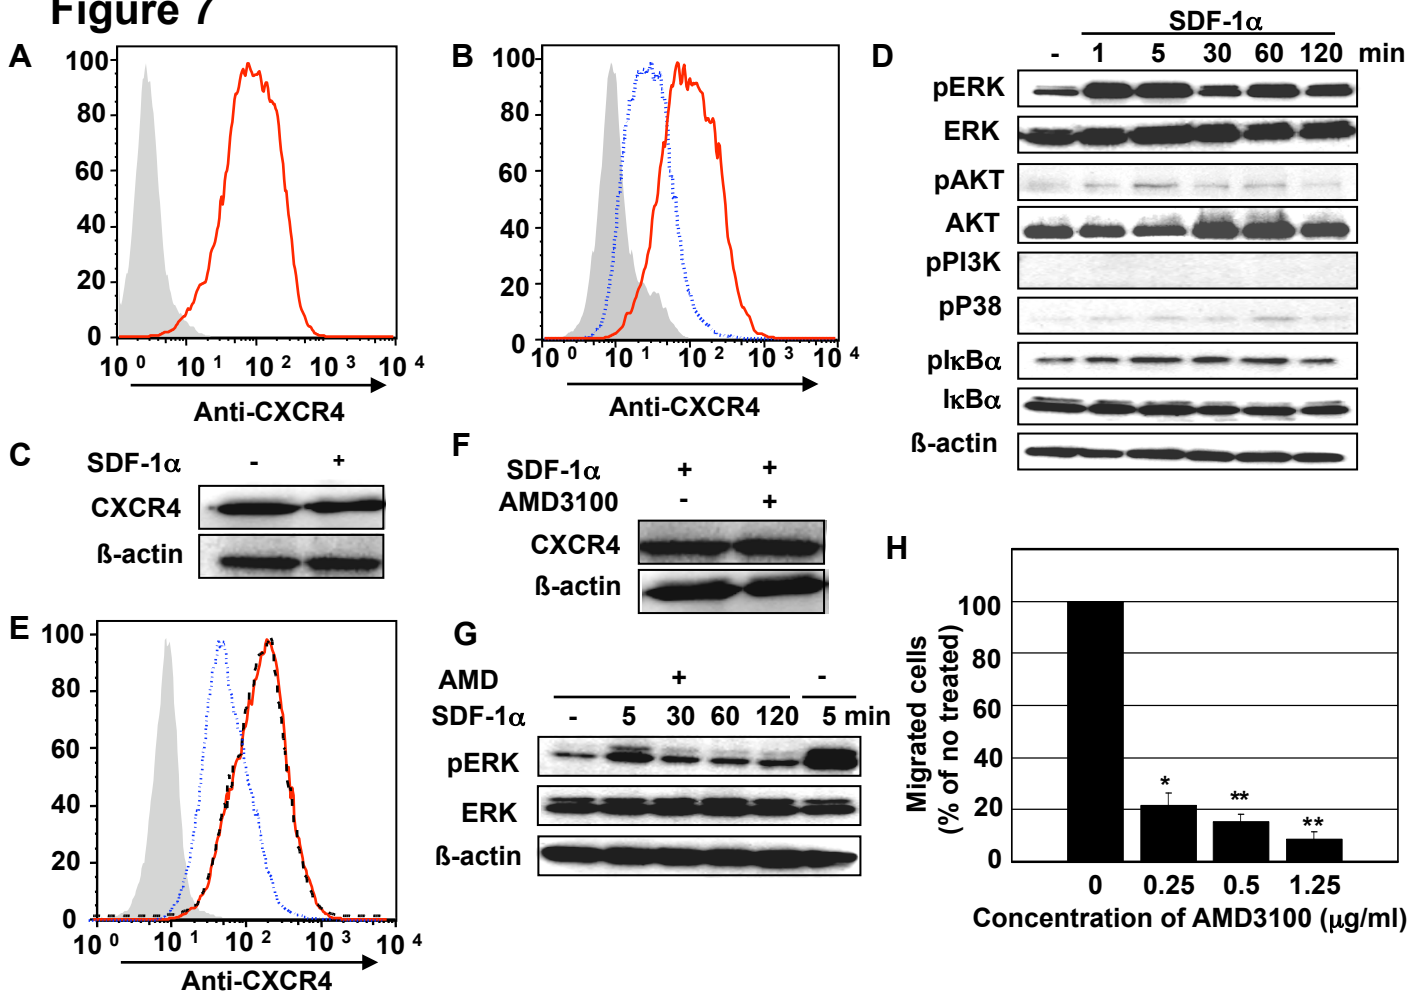 Figure 7
A
100
80
60
40
20
0
10 0 10 1 10 2 10 3 10 4
Anti-CXCR4
B
100
80
60
40
20
0
10 0 10 1 10 2 10 3 10 4
Anti-CXCR4
C
SDF-1α - +
CXCR4
ß-actin
D
SDF-1α
- 1 5 30 60 120 min
pERK
ERK
pAKT
AKT
pPI3K
pP38
pIκBα
IκBα
ß-actin
E
100
80
60
40
20
0
10 0 10 1 10 2 10 3 10 4
Anti-CXCR4
F
SDF-1α + +
AMD3100 - +
CXCR4
ß-actin
G
AMD + -
SDF-1α - 5 30 60 120 5 min
pERK
ERK
ß-actin
H
Migrated cells
(% of no treated)
100
80
60
40
20
0
* ** **
0 0.25 0.5 1.25
Concentration of AMD3100 (µg/ml)